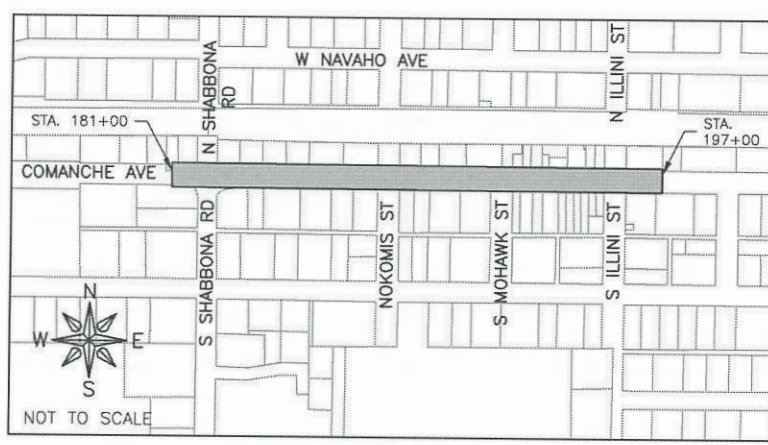 N SHABBONA
RD
W NAVAHO AVE
N ILLINI ST
STA. 181+00
STA.
197+00
COMANCHE AVE
S SHABBONA RD
NOKOMIS ST
S MOHAWK ST
S ILLINI ST
N
W
E
S
NOT TO SCALE